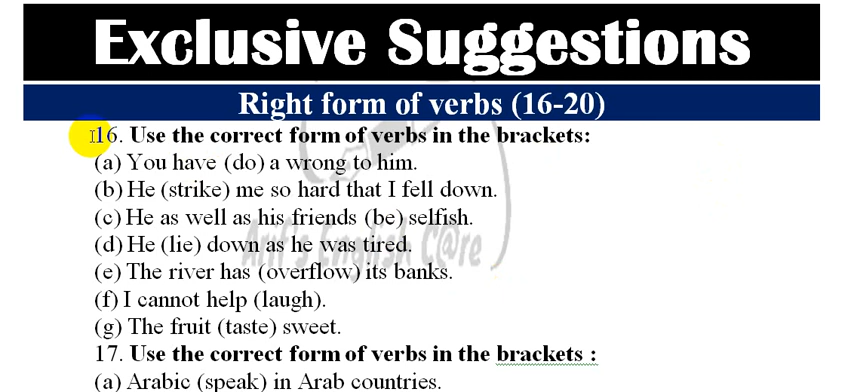 Exclusive Suggestions
Right form of verbs (16-20)
16. Use the correct form of verbs in the brackets:
(a) You have (do) a wrong to him.
(b) He (strike) me so hard that I fell down.
(c) He as well as his friends (be) selfish.
(d) He (lie) down as he was tired.
Arif's English C@re
(e) The river has (overflow) its banks.
(f) I cannot help (laugh).
(g) The fruit (taste) sweet.
17. Use the correct form of verbs in the brackets :
(a) Arabic (speak) in Arab countries.